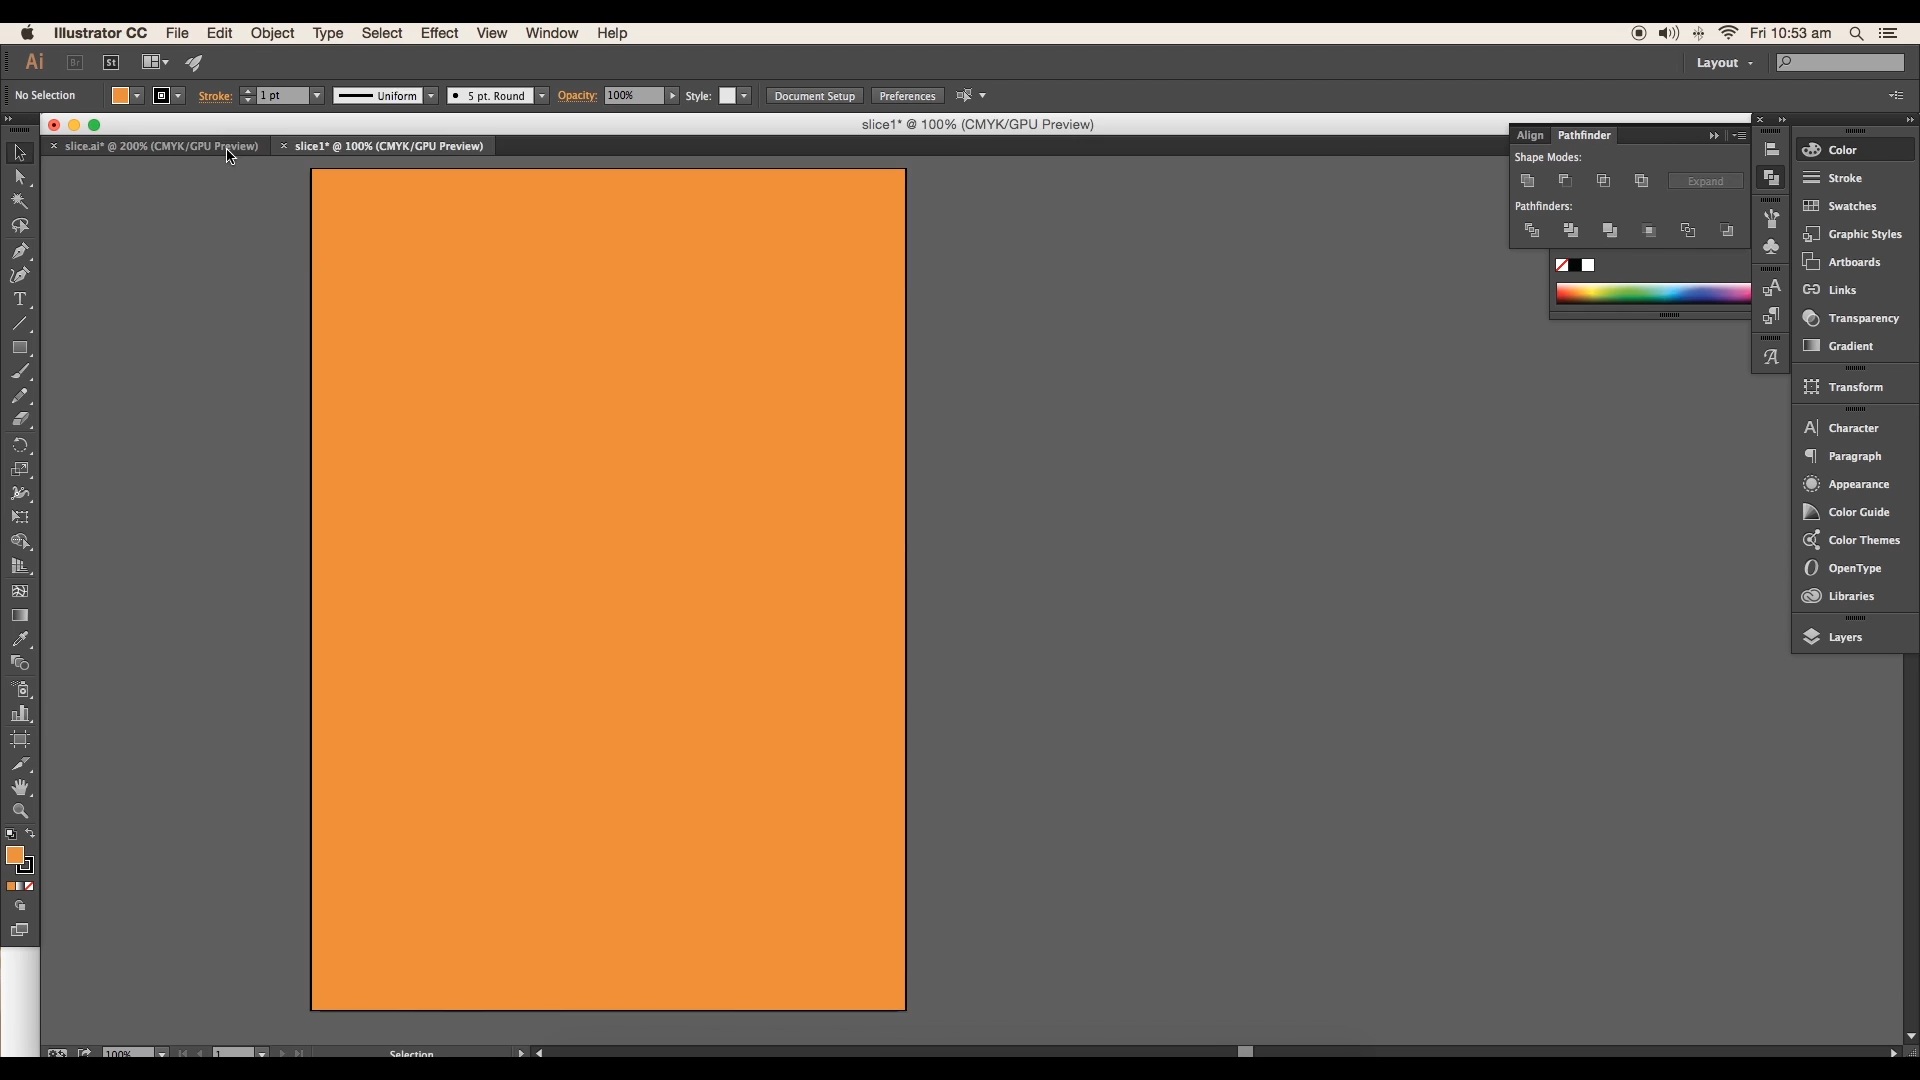 Illustrator CC File Edit Object Type Select Effect View Window Help Fri 10:53 am
Ai Br St Layout
No Selection Stroke: 1 pt Uniform 5 pt. Round Opacity: 100% Style: Document Setup Preferences
slice1* @ 100% (CMYK/GPU Preview)
slice.ai* @ 200% (CMYK/GPU Preview) slice1* @ 100% (CMYK/GPU Preview)
Align Pathfinder
Shape Modes:
Expand
Pathfinders:
Color
Stroke
Swatches
Graphic Styles
Artboards
Links
Transparency
Gradient
Transform
Character
Paragraph
Appearance
Color Guide
Color Themes
OpenType
Libraries
Layers
100% 1 Selection